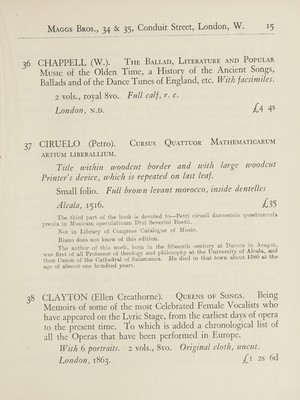 Maggs Bros., 34 & 35, Conduit Street, London, W. 15
36 CHAPPELL (W.). The Ballad, Literature and Popular
Music of the Olden Time, a History of the Ancient Songs,
Ballads and of the Dance Tunes of England, etc. With facsimiles.
2 vols., royal 8vo. Full calf, r. e.
London, N.D. £4 4s
37 CIRUELO (Petro). Cursus Quattuor Mathematicarum
artium liberallium.
Title within woodcut border and with large woodcut
Printer's device, which is repeated on last leaf.
Small folio. Full brown levant morocco, inside dentelles
Alcala, 1516. £35
The third part of the book is devoted to—Petri cirueli darocensis questiuncula
previa in Musicam speculativam Divi Severini Boetii.
Not in Library of Congress Catalogue of Music.
Riano does not know of this edition.
The author of this work, born in the fifteenth century at Daroca in Aragon,
was first of all Professor of theology and philosophy at the University of Alcala, and
then Canon of the Cathedral of Salamanca. He died in that town about 1580 at the
age of almost one hundred years.
38 CLAYTON (Ellen Creathorne). Queens of Songs. Being
Memoirs of some of the most Celebrated Female Vocalists who
have appeared on the Lyric Stage, from the earliest days of opera
to the present time. To which is added a chronological list of
all the Operas that have been performed in Europe.
With 6 portraits. 2 vols., 8vo. Original cloth, uncut.
London, 1863. £1 2s 6d